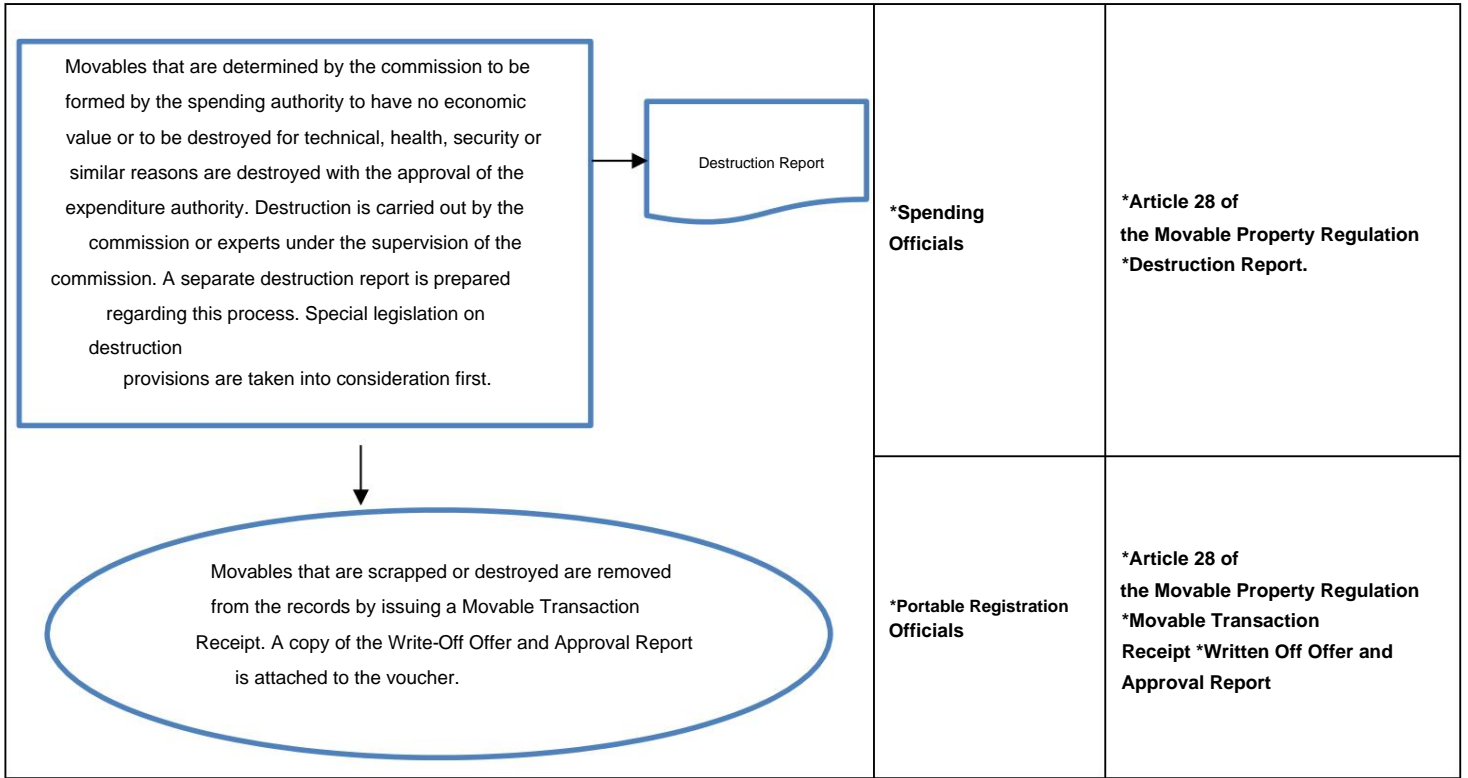 Movables that are determined by the commission to be
formed by the spending authority to have no economic
value or to be destroyed for technical, health, security or
similar reasons are destroyed with the approval of the
expenditure authority. Destruction is carried out by the
commission or experts under the supervision of the
commission. A separate destruction report is prepared
regarding this process. Special legislation on
destruction
provisions are taken into consideration first.
Destruction Report
*Spending
Officials
*Article 28 of
the Movable Property Regulation
*Destruction Report.
Movables that are scrapped or destroyed are removed
from the records by issuing a Movable Transaction
Receipt. A copy of the Write-Off Offer and Approval Report
is attached to the voucher.
*Portable Registration
Officials
*Article 28 of
the Movable Property Regulation
*Movable Transaction
Receipt *Written Off Offer and
Approval Report